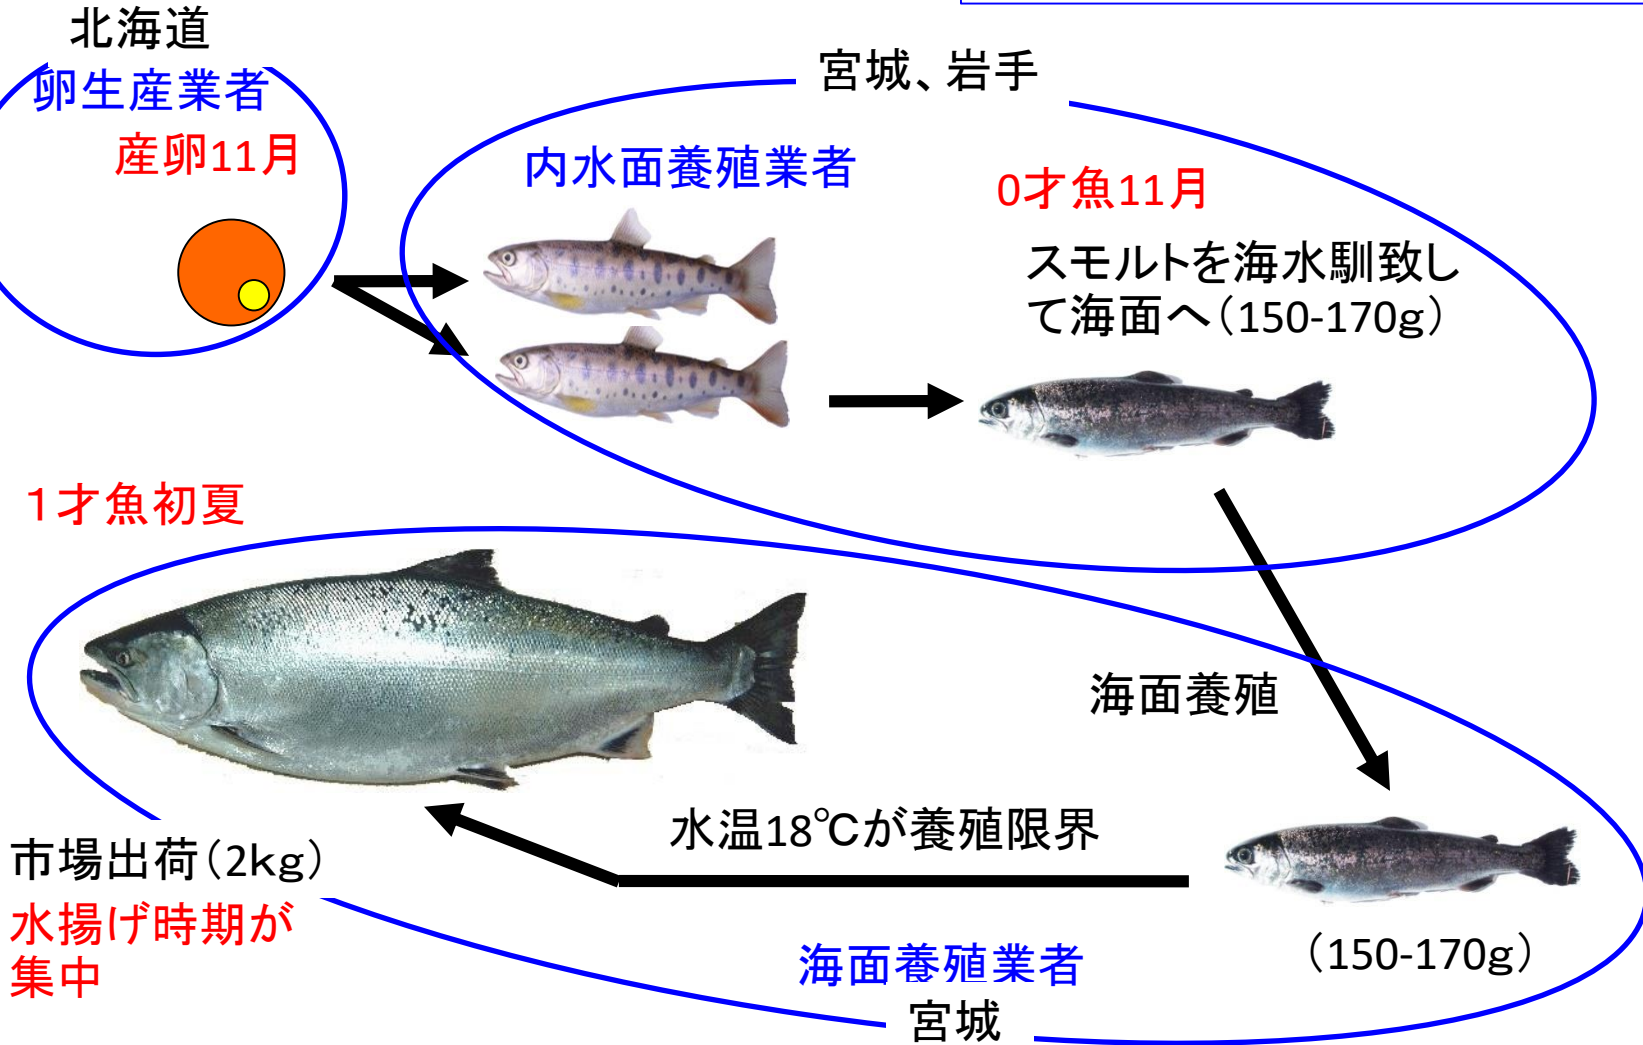 北海道
卵生産業者
産卵11月
宮城、岩手
内水面養殖業者
0才魚11月
スモルトを海水馴致し
て海面へ（150-170g）
１才魚初夏
海面養殖
水温18℃が養殖限界
市場出荷（2kg）
水揚げ時期が
集中
（150-170g）
海面養殖業者
宮城